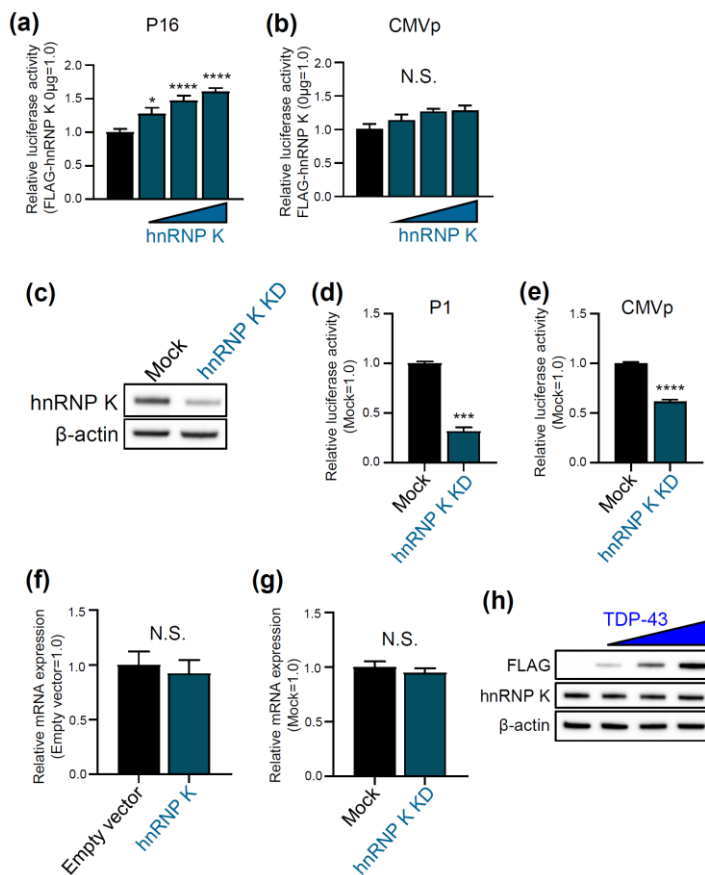 (a)
P16
Relative luciferase activity
(FLAG-hnRNP K 0µg=1.0)
2.0
1.5
1.0
0.5
0.0
*
****
****
hnRNP K
(b)
CMVp
Relative luciferase activity
FLAG-hnRNP K (0µg=1.0)
2.0
1.5
1.0
0.5
0.0
N.S.
hnRNP K
(c)
Mock
hnRNP K KD
hnRNP K
β-actin
(d)
P1
Relative luciferase activity
(Mock=1.0)
1.5
1.0
0.5
0.0
***
Mock
hnRNP K KD
(e)
CMVp
Relative luciferase activity
(Mock=1.0)
1.5
1.0
0.5
0.0
****
Mock
hnRNP K KD
(f)
Relative mRNA expression
(Empty vector=1.0)
1.5
1.0
0.5
0.0
N.S.
Empty vector
hnRNP K
(g)
Relative mRNA expression
(Mock=1.0)
1.5
1.0
0.5
0.0
N.S.
Mock
hnRNP K KD
(h)
TDP-43
FLAG
hnRNP K
β-actin